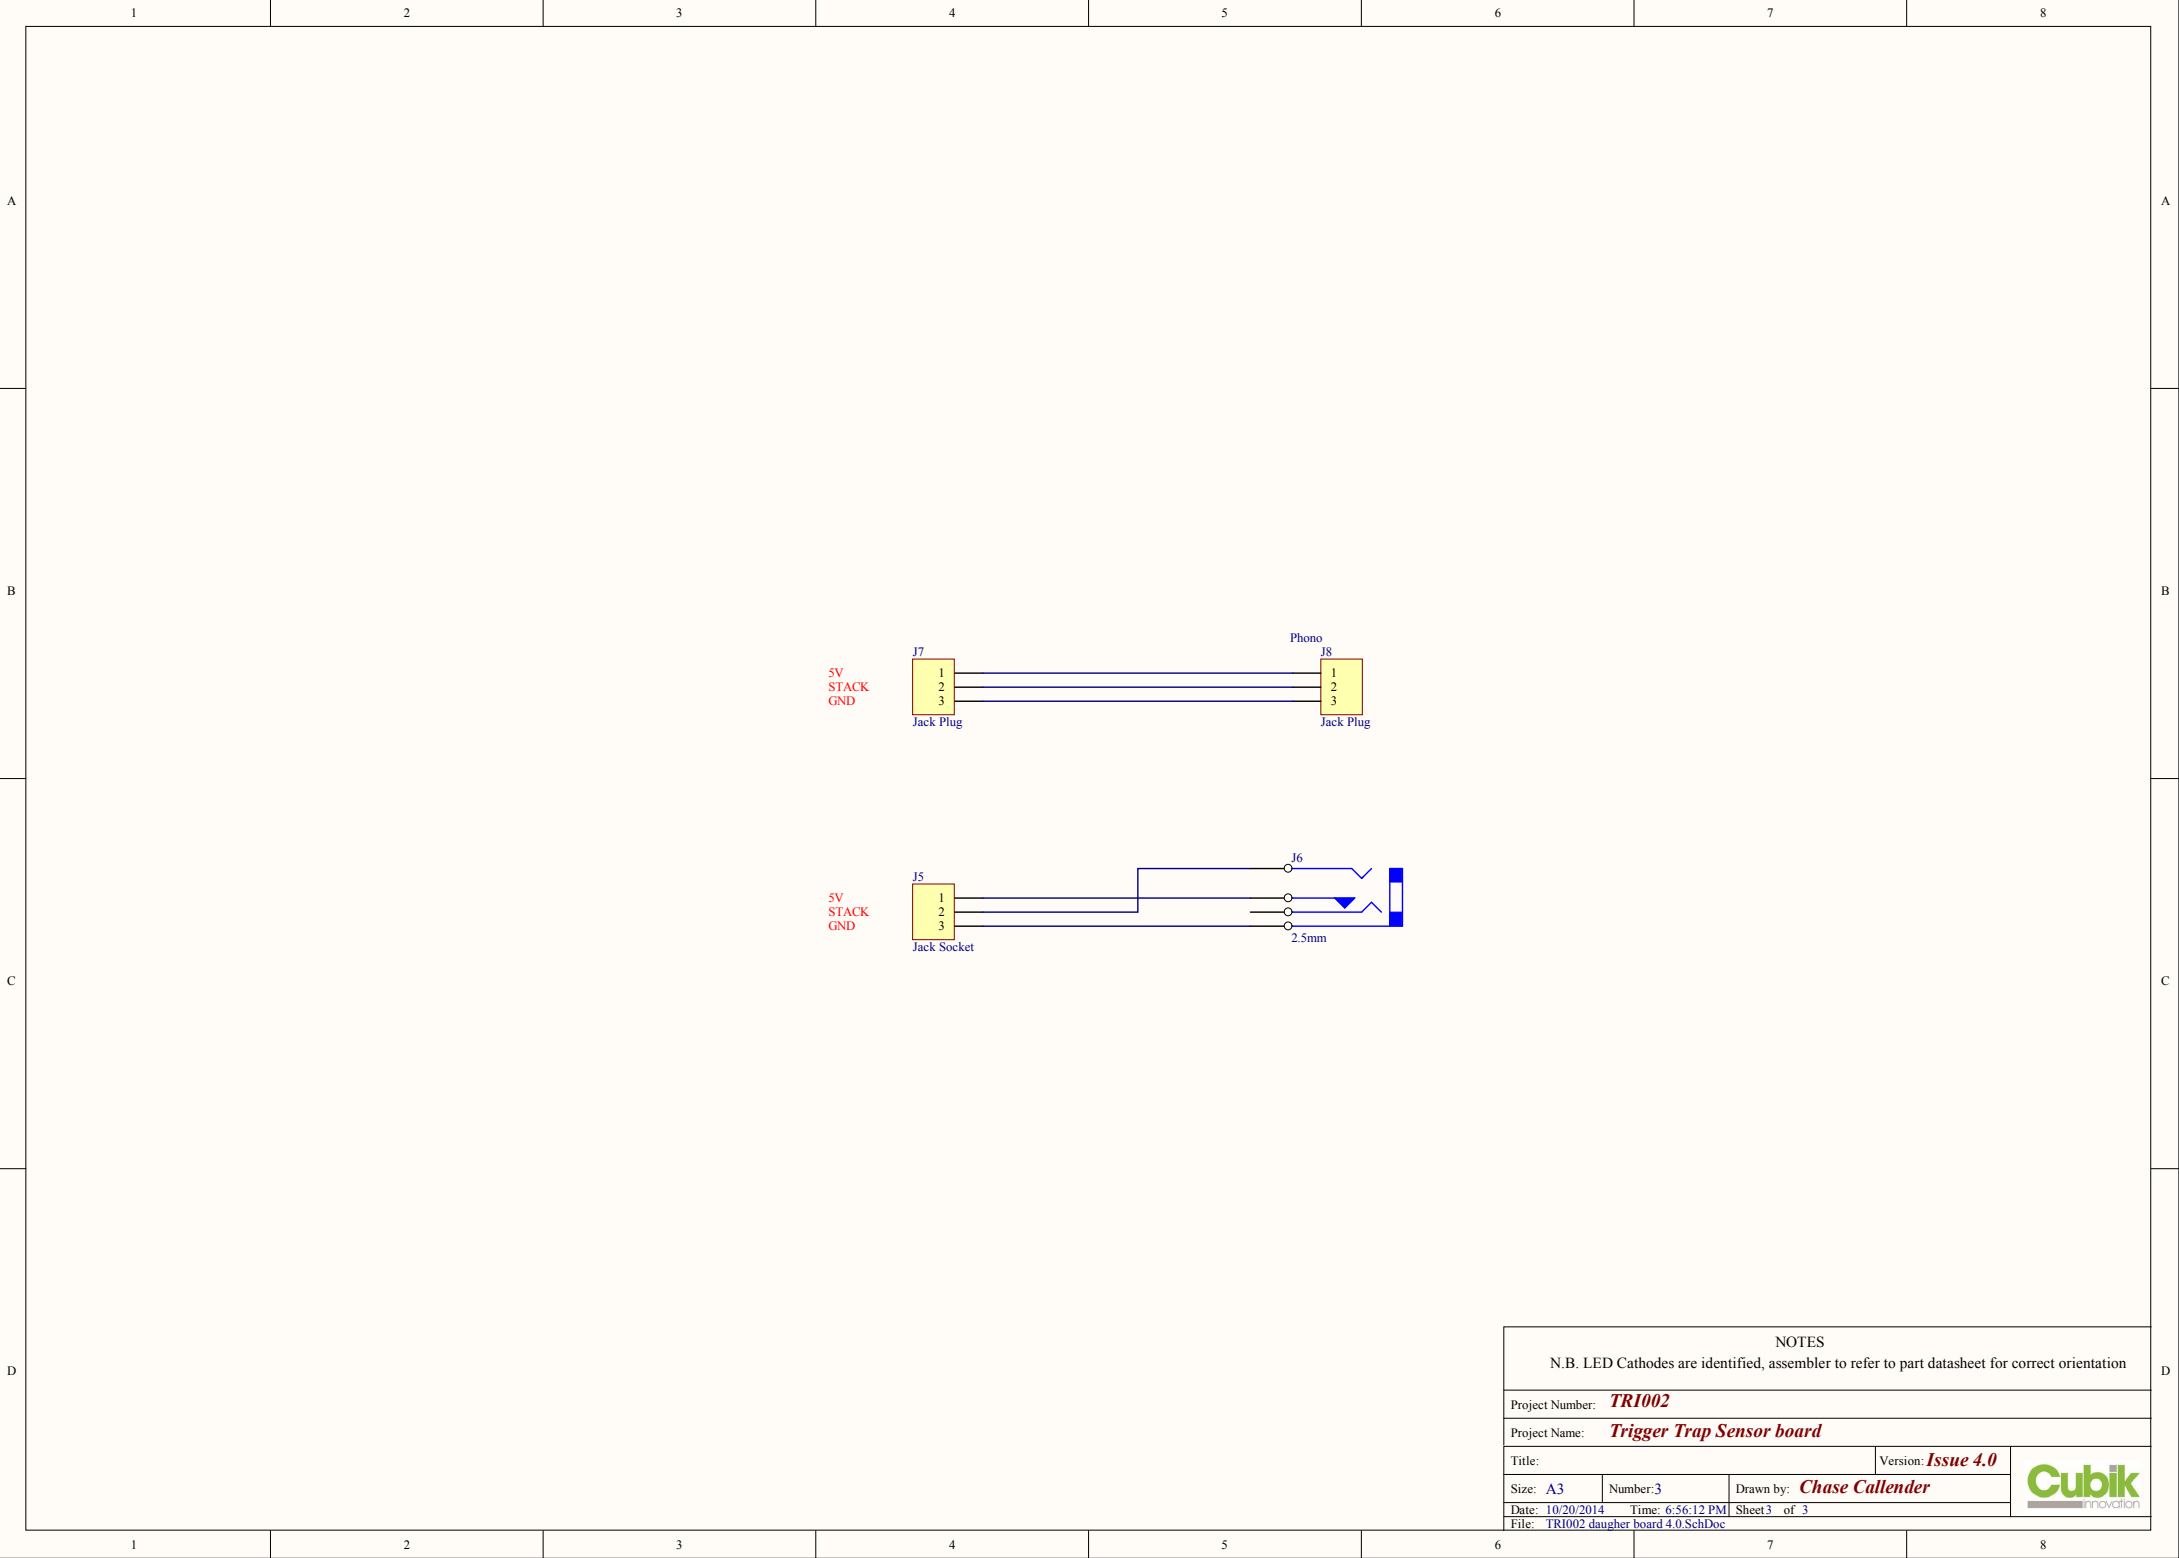 1 2 3 4 5 6 7 8
A A
B B
Phono
J7 J8
5V 1 1
STACK 2 2
GND 3 3
Jack Plug Jack Plug
J6
J5
5V 1
STACK 2
GND 3
2.5mm
Jack Socket
C C
NOTES
N.B. LED Cathodes are identified, assembler to refer to part datasheet for correct orientation
D D
Project Number: TRI002
Project Name: Trigger Trap Sensor board
Title: Version: Issue 4.0
Size: A3 Number:3 Drawn by: Chase Callender
Date: 10/20/2014 Time: 6:56:12 PM Sheet3 of 3
File: TRI002 daugher board 4.0.SchDoc
Cubik
innovation
1 2 3 4 5 6 7 8